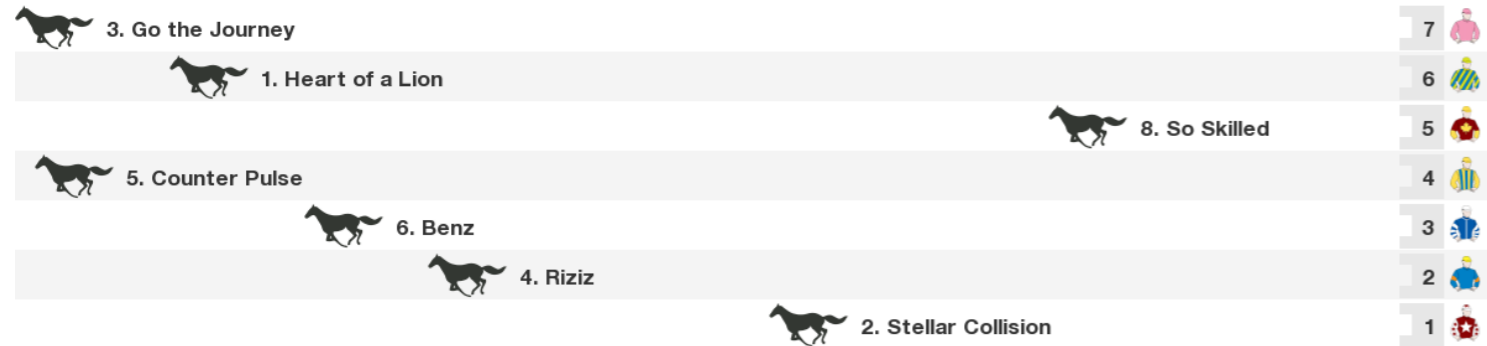 3. Go the Journey 7
1. Heart of a Lion 6
8. So Skilled 5
5. Counter Pulse 4
6. Benz 3
4. Riziz 2
2. Stellar Collision 1